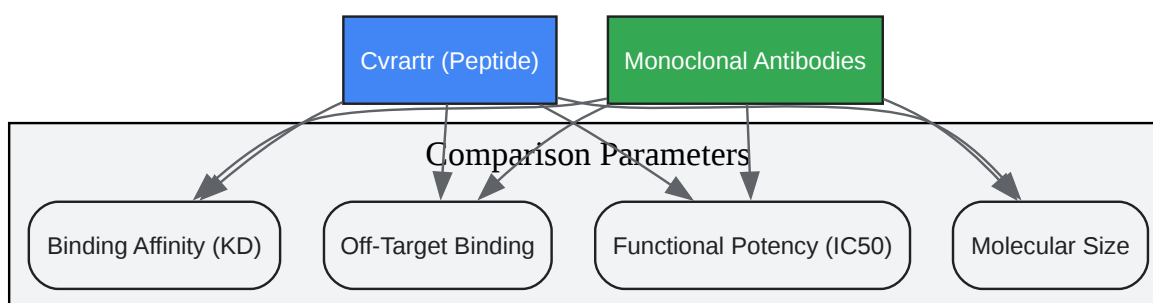 Cvrartr (Peptide)
Monoclonal Antibodies
Comparison Parameters
Binding Affinity (KD)
Off-Target Binding
Functional Potency (IC50)
Molecular Size